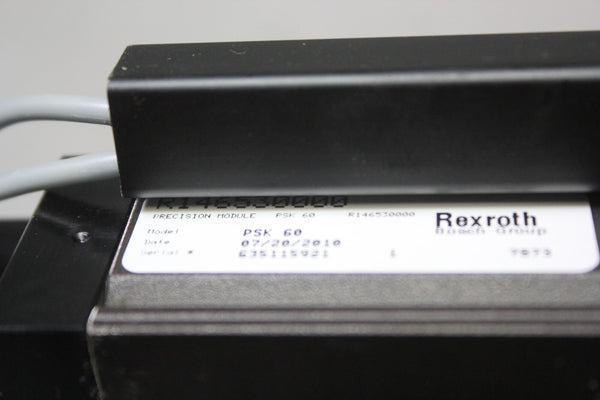 R146530000
PRECISION MODULE PSK 60 R146530000
Rexroth
Bosch Group
Model PSK 60
Date 07/20/2010
Serial # 635115921 1 7873